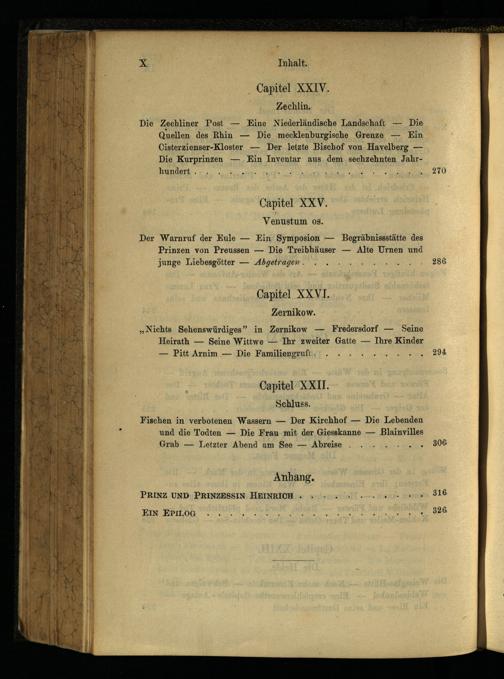 X Inhalt.
Capitel XXIV.
Zechlin.
Die Zechliner Post — Eine Niederländische Landschaft — Die
Quellen des Rhin — Die mecklenburgische Grenze — Ein
Cisterzienser-Kloster — Der letzte Bischof von Havelberg —
Die Kurprinzen — Ein Inventar aus dem sechzehnten Jahr-
hundert . . . . . . . . . . . . . . . . . 270
Capitel XXV.
Venustum os.
Der Warnruf der Eule — Ein Symposion — Begräbnissstätte des
Prinzen von Preussen — Die Treibhäuser — Alte Urnen und
junge Liebesgötter — Abgetragen . . . . . . . . . . 286
Capitel XXVI.
Zernikow.
„Nichts Sehenswürdiges" in Zernikow — Fredersdorf — Seine
Heirath — Seine Wittwe — Ihr zweiter Gatte — Ihre Kinder
— Pitt Arnim — Die Familiengruft . . . . . . . . 294
Capitel XXII.
Schluss.
Fischen in verbotenen Wassern — Der Kirchhof — Die Lebenden
und die Todten — Die Frau mit der Giesskanne — Blainvilles
Grab — Letzter Abend um See — Abreise . . . . . . 306
Anhang.
PRINZ UND PRINZESSIN HEINRICH . . . . . . . . . . 316
EIN EPILOG . . . . . . . . . . . . . . . . . 326